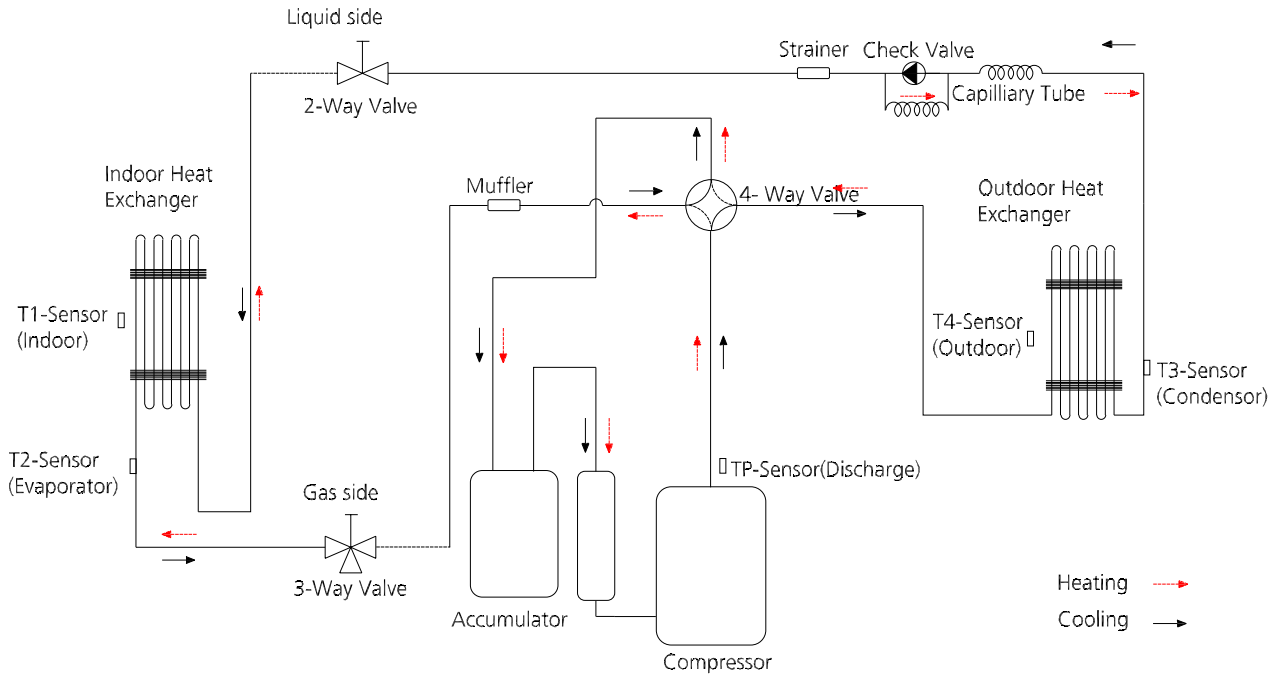 Liquid side
2-Way Valve
Strainer
Check Valve
Capilliary Tube
Indoor Heat
Exchanger
Muffler
4- Way Valve
Outdoor Heat
Exchanger
T1-Sensor
(Indoor)
T4-Sensor
(Outdoor)
T3-Sensor
(Condensor)
T2-Sensor
(Evaporator)
TP-Sensor(Discharge)
Gas side
3-Way Valve
Accumulator
Compressor
Heating
Cooling